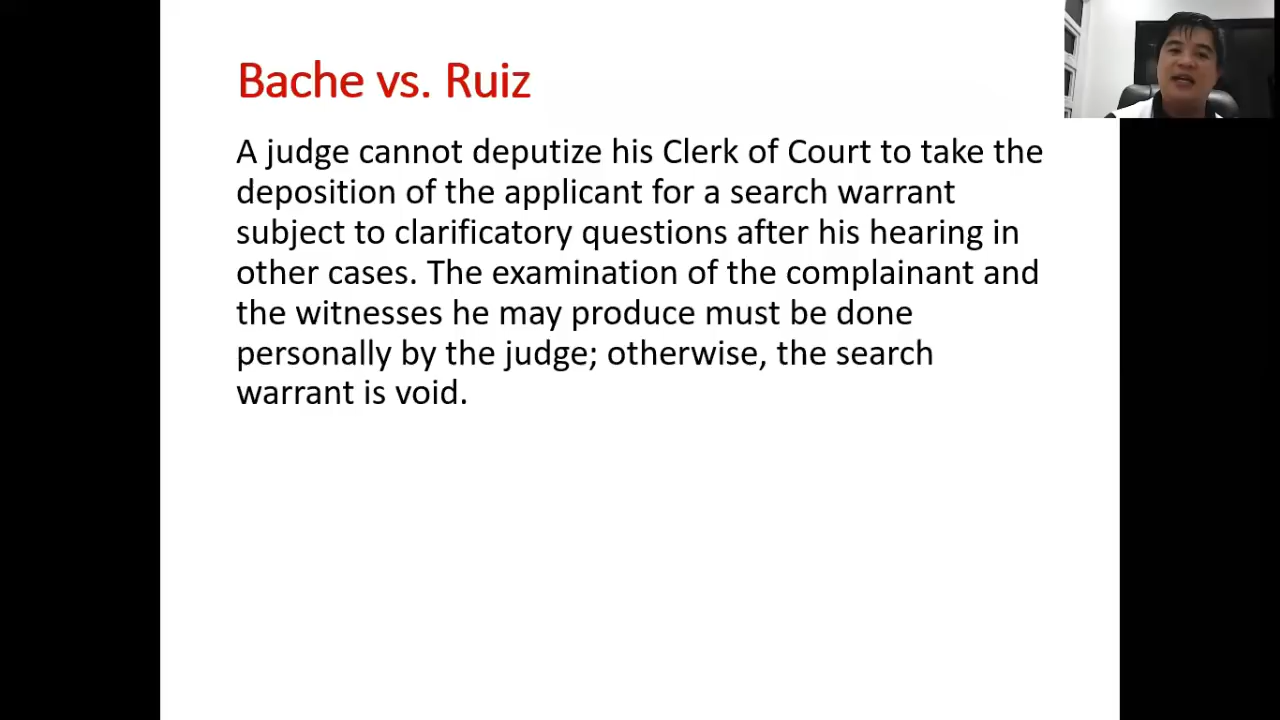 Bache vs. Ruiz
A judge cannot deputize his Clerk of Court to take the
deposition of the applicant for a search warrant
subject to clarificatory questions after his hearing in
other cases. The examination of the complainant and
the witnesses he may produce must be done
personally by the judge; otherwise, the search
warrant is void.